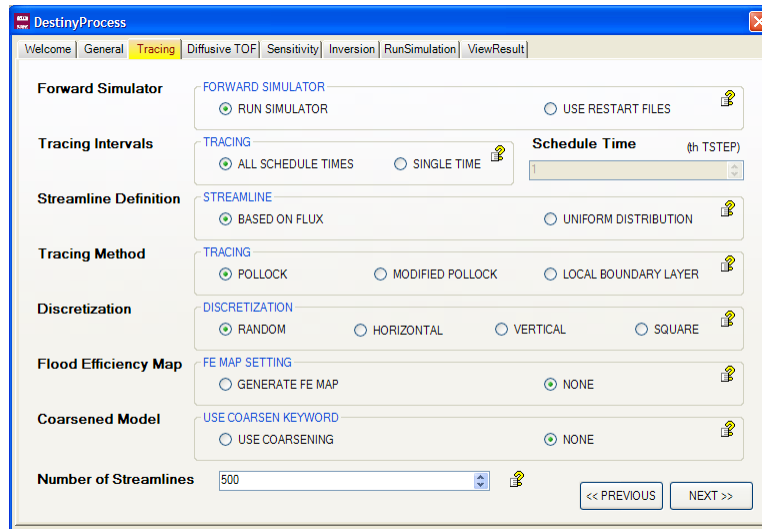 DestinyProcess
Welcome General Tracing Diffusive TOF Sensitivity Inversion RunSimulation ViewResult
Forward Simulator
FORWARD SIMULATOR
RUN SIMULATOR USE RESTART FILES
Tracing Intervals
TRACING
ALL SCHEDULE TIMES SINGLE TIME
Schedule Time (th TSTEP)
1
Streamline Definition
STREAMLINE
BASED ON FLUX UNIFORM DISTRIBUTION
Tracing Method
TRACING
POLLOCK MODIFIED POLLOCK LOCAL BOUNDARY LAYER
Discretization
DISCRETIZATION
RANDOM HORIZONTAL VERTICAL SQUARE
Flood Efficiency Map
FE MAP SETTING
GENERATE FE MAP NONE
Coarsened Model
USE COARSEN KEYWORD
USE COARSENING NONE
Number of Streamlines 500
<< PREVIOUS NEXT >>